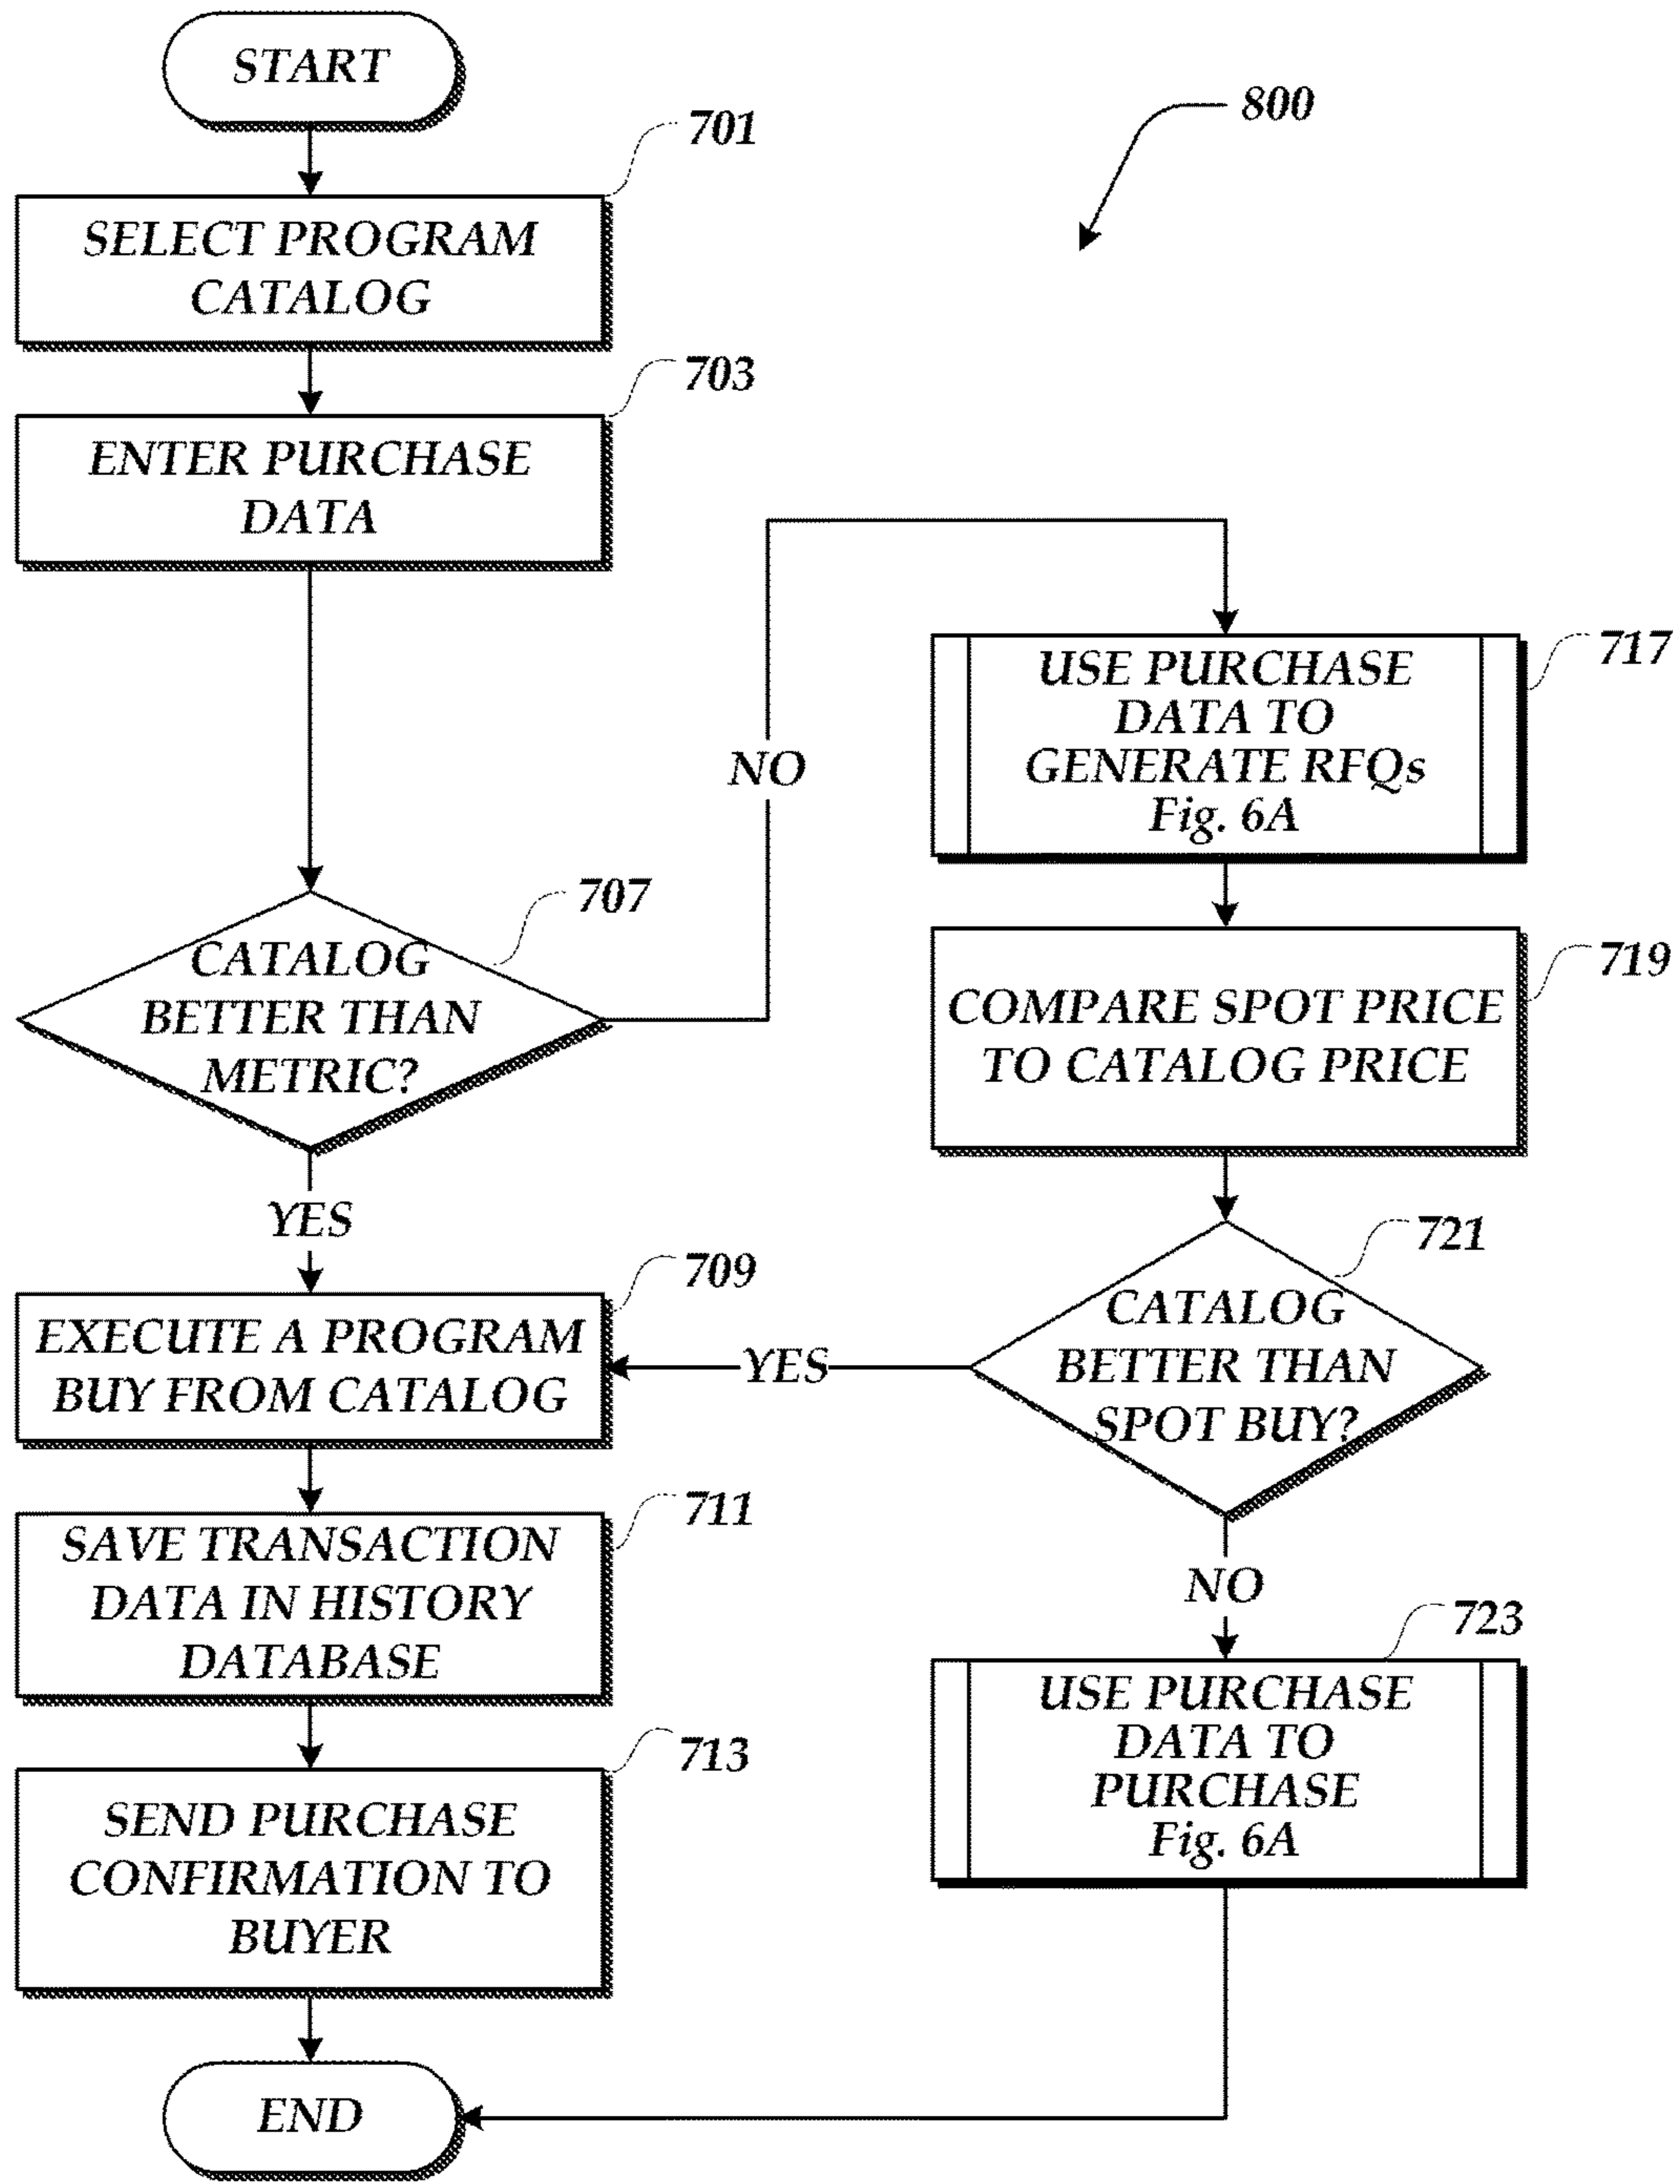 START
800
701
SELECT PROGRAM
CATALOG
703
ENTER PURCHASE
DATA
707
CATALOG
BETTER THAN
METRIC?
NO
YES
717
USE PURCHASE
DATA TO
GENERATE RFQs
Fig. 6A
719
COMPARE SPOT PRICE
TO CATALOG PRICE
721
CATALOG
BETTER THAN
SPOT BUY?
YES
NO
709
EXECUTE A PROGRAM
BUY FROM CATALOG
711
SAVE TRANSACTION
DATA IN HISTORY
DATABASE
713
SEND PURCHASE
CONFIRMATION TO
BUYER
723
USE PURCHASE
DATA TO
PURCHASE
Fig. 6A
END